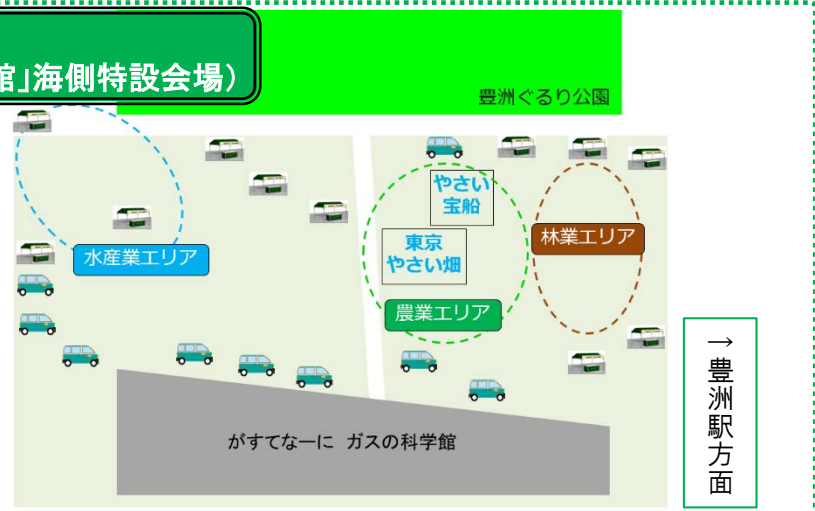 館」海側特設会場）
豊洲ぐるり公園
やさい
宝船
東京
やさい畑
水産業エリア
林業エリア
農業エリア
がすてなーに ガスの科学館
→豊洲駅方面